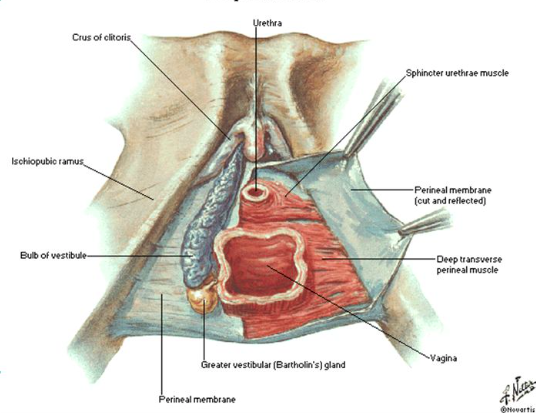 Urethra
Crus of clitoris
Sphincter urethrae muscle
Ischiopubic ramus
Perineal membrane
(cut and reflected)
Bulb of vestibule
Deep transverse
perineal muscle
Vagina
Greater vestibular (Bartholin's) gland
Perineal membrane
F. Netter
©Novartis